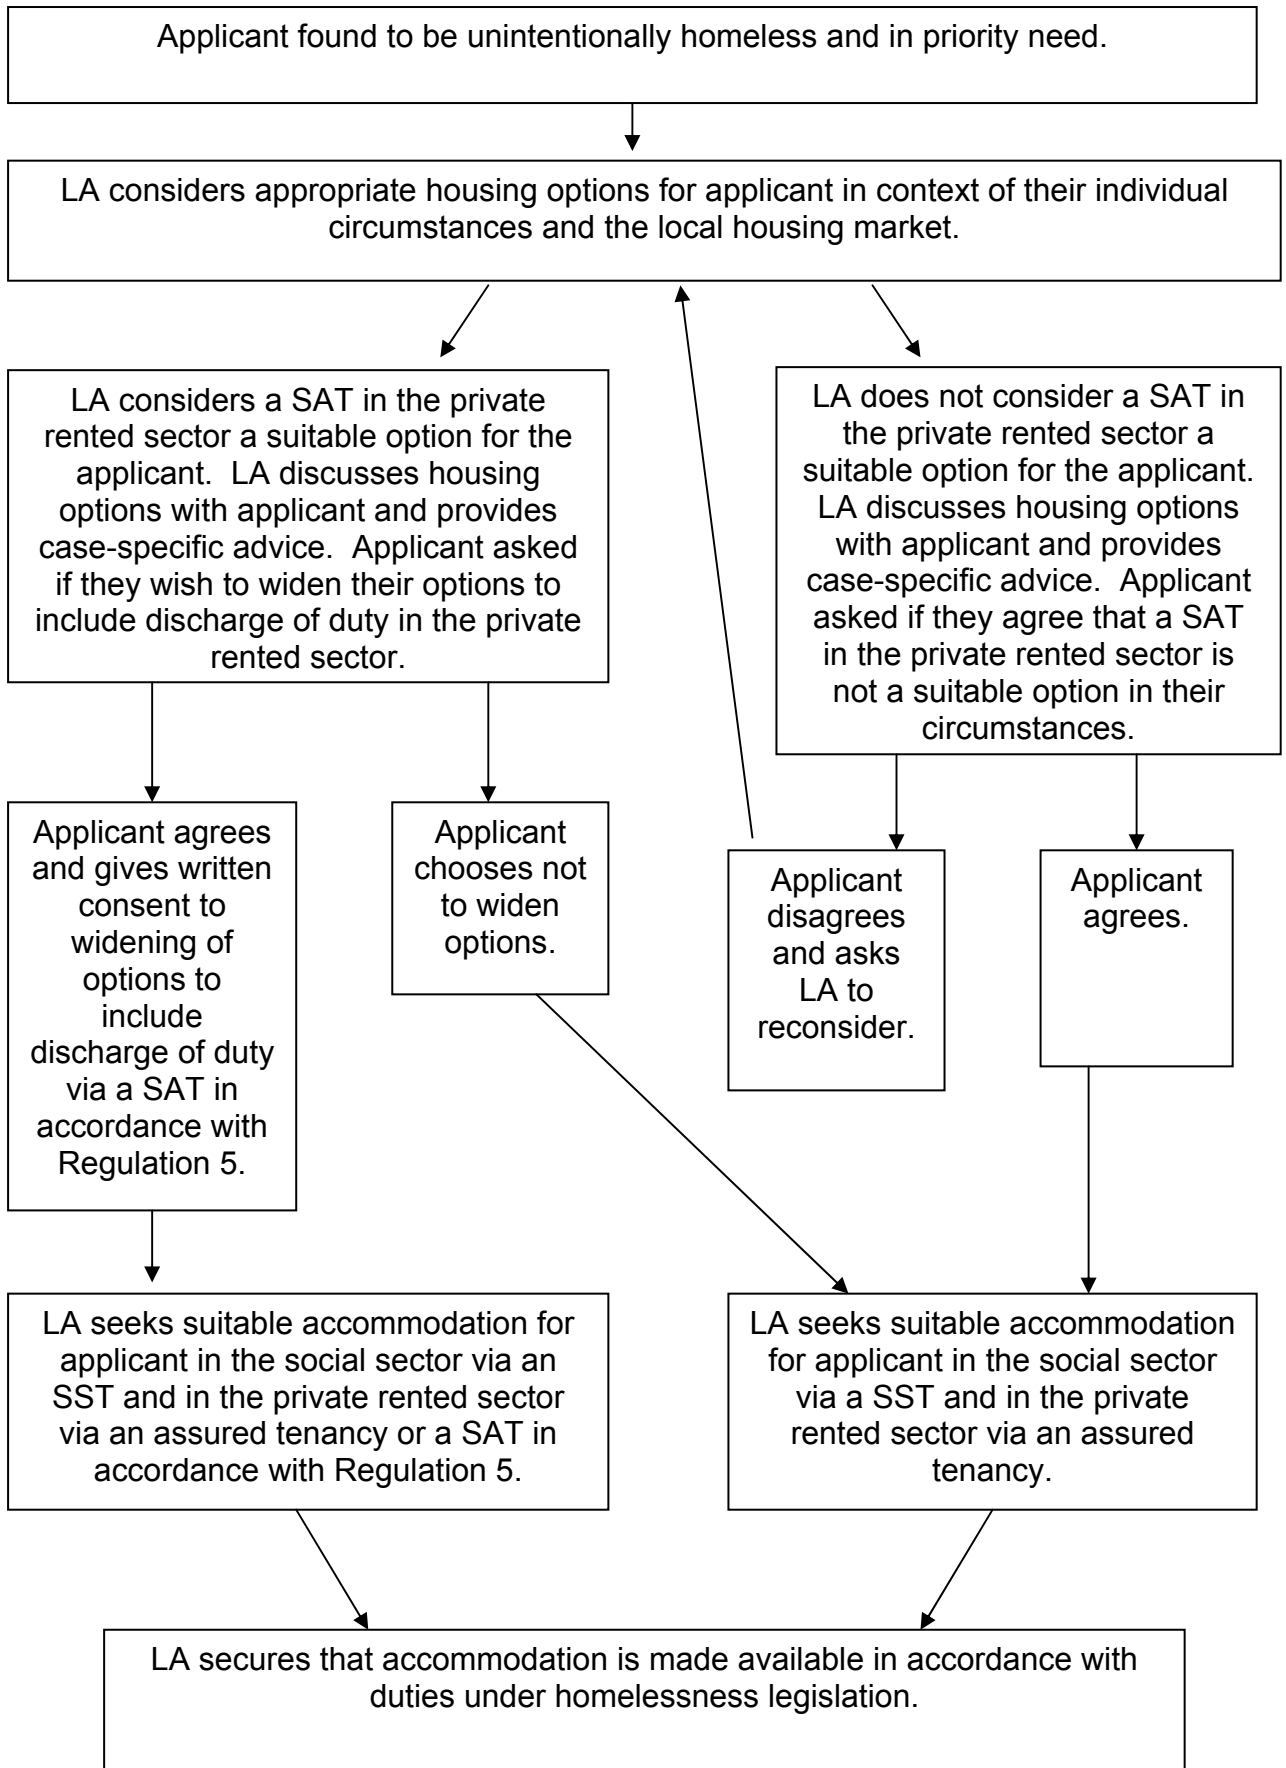 Applicant found to be unintentionally homeless and in priority need.
LA considers appropriate housing options for applicant in context of their individual
circumstances and the local housing market.
LA considers a SAT in the private
rented sector a suitable option for the
applicant.  LA discusses housing
options with applicant and provides
case-specific advice.  Applicant asked
if they wish to widen their options to
include discharge of duty in the private
rented sector.
LA does not consider a SAT in
the private rented sector a
suitable option for the applicant.
LA discusses housing options
with applicant and provides
case-specific advice.  Applicant
asked if they agree that a SAT
in the private rented sector is
not a suitable option in their
circumstances.
Applicant agrees
and gives written
consent to
widening of
options to
include
discharge of duty
via a SAT in
accordance with
Regulation 5.
Applicant
chooses not
to widen
options.
Applicant
disagrees
and asks
LA to
reconsider.
Applicant
agrees.
LA seeks suitable accommodation for
applicant in the social sector via an
SST and in the private rented sector
via an assured tenancy or a SAT in
accordance with Regulation 5.
LA seeks suitable accommodation
for applicant in the social sector
via a SST and in the private
rented sector via an assured
tenancy.
LA secures that accommodation is made available in accordance with
duties under homelessness legislation.